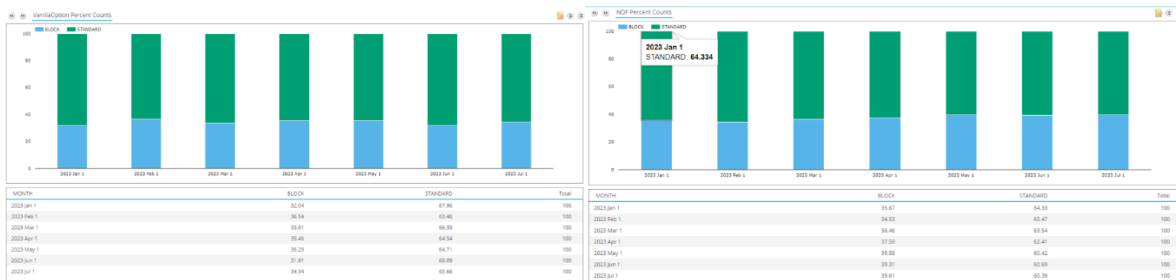 VanillaOption Percent Counts
BLOCK STANDARD
100
80
60
40
20
0
2023 Jan 1 2023 Feb 1 2023 Mar 1 2023 Apr 1 2023 May 1 2023 Jun 1 2023 Jul 1
MONTH BLOCK STANDARD Total
2023 Jan 1 32.04 67.96 100
2023 Feb 1 36.54 63.46 100
2023 Mar 1 33.61 66.39 100
2023 Apr 1 35.46 64.54 100
2023 May 1 35.29 64.71 100
2023 Jun 1 31.91 68.09 100
2023 Jul 1 34.34 65.66 100
NDF Percent Counts
BLOCK STANDARD
100
2023 Jan 1
STANDARD 64.334
80
60
40
20
0
2023 Jan 1 2023 Feb 1 2023 Mar 1 2023 Apr 1 2023 May 1 2023 Jun 1 2023 Jul 1
MONTH BLOCK STANDARD Total
2023 Jan 1 35.67 64.33 100
2023 Feb 1 34.53 65.47 100
2023 Mar 1 36.46 63.54 100
2023 Apr 1 37.59 62.41 100
2023 May 1 39.58 60.42 100
2023 Jun 1 39.31 60.69 100
2023 Jul 1 39.61 60.39 100